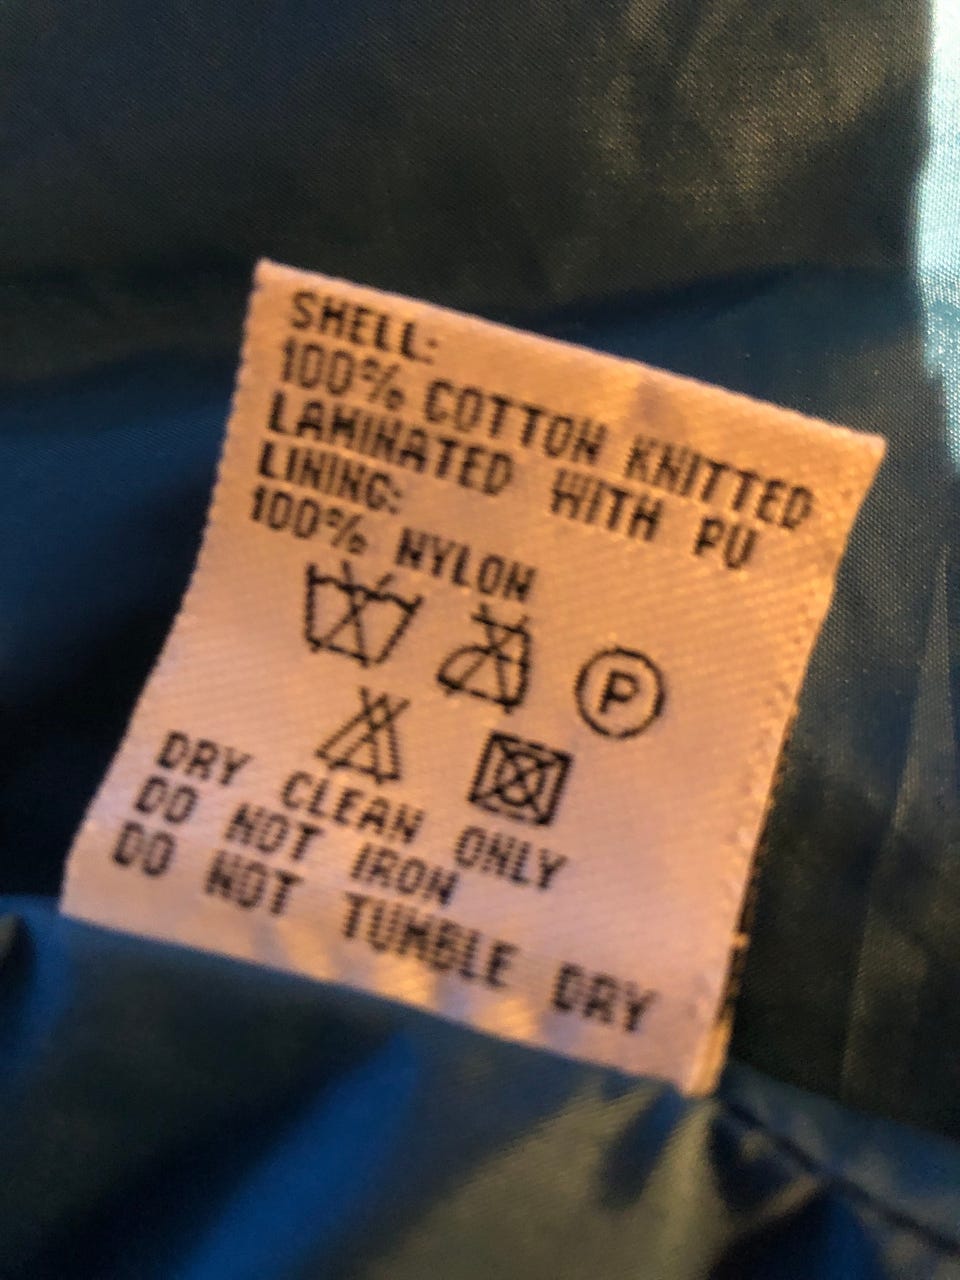 SHELL:
100% COTTON KNITTED
LAMINATED WITH PU
LINING:
100% NYLON
P
DRY CLEAN ONLY
DO NOT IRON
DO NOT TUMBLE DRY